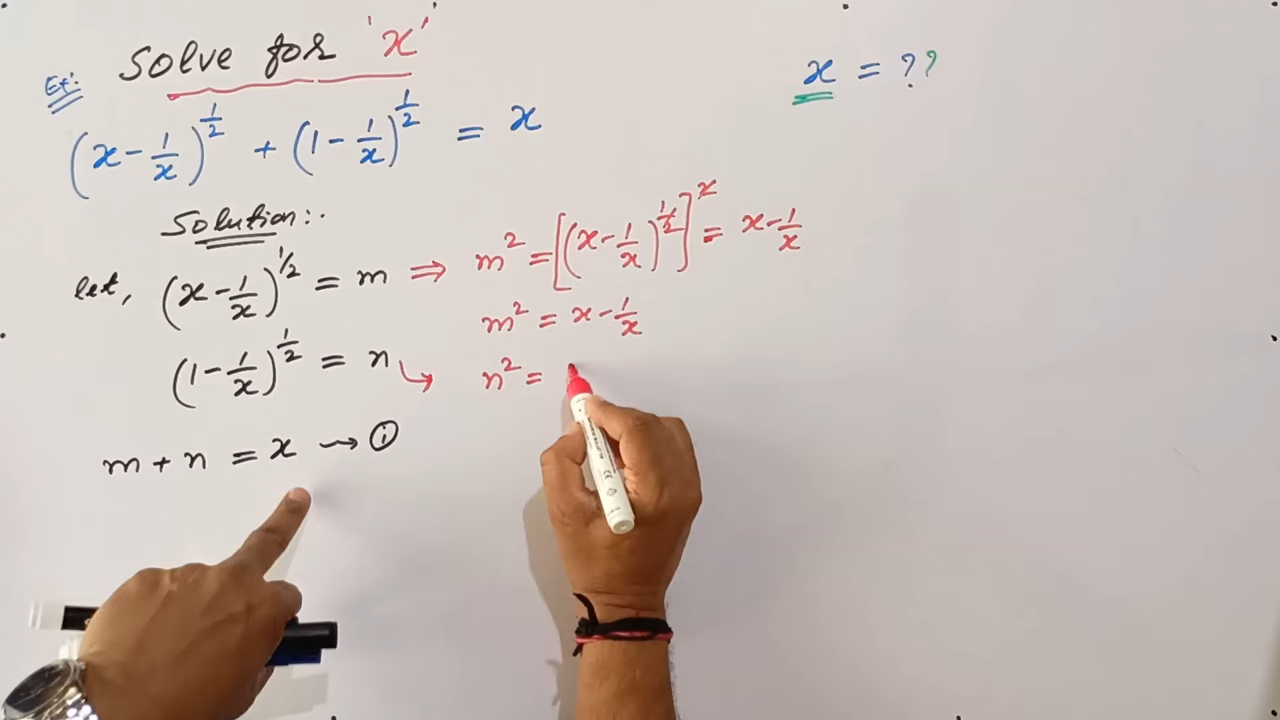 Solve for 'x'
x = ??
Ex:
(x - 1/x)^1/2 + (1 - 1/x)^1/2 = x
Solution:.
let, (x - 1/x)^1/2 = m ⇒ m² = [(x - 1/x)^1/2]^2 = x - 1/x
m² = x - 1/x
(1 - 1/x)^1/2 = n ↳ n² =
m + n = x → ①